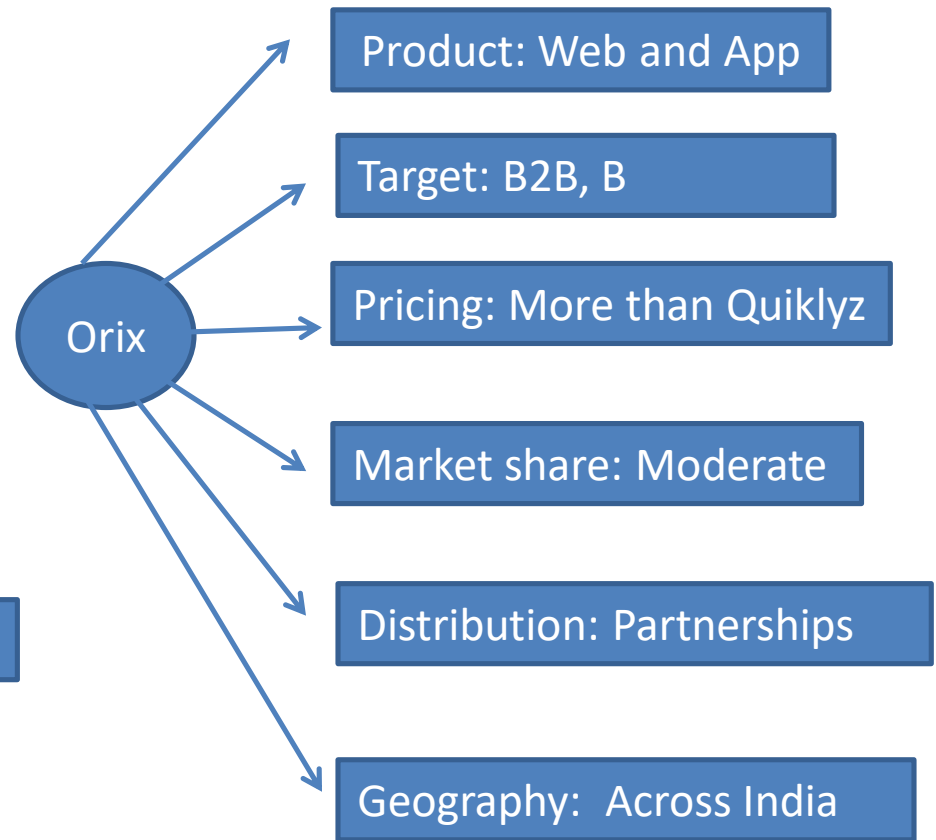 Product: Web and App
Target: B2B, B
Orix
Pricing: More than Quiklyz
Market share: Moderate
Distribution: Partnerships
Geography: Across India